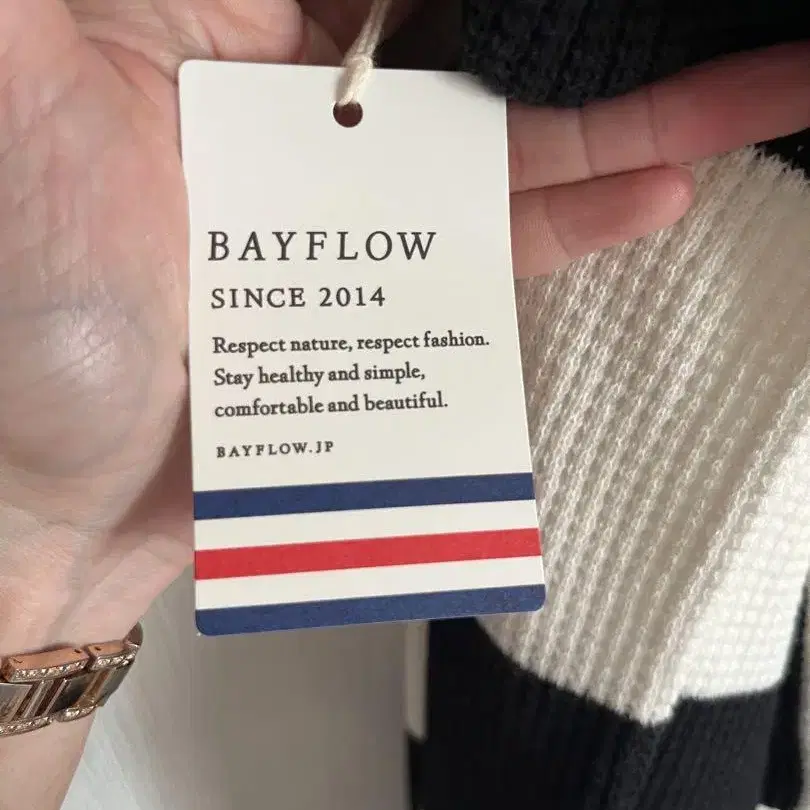 BAYFLOW
SINCE 2014
Respect nature, respect fashion.
Stay healthy and simple,
comfortable and beautiful.
BAYFLOW.JP